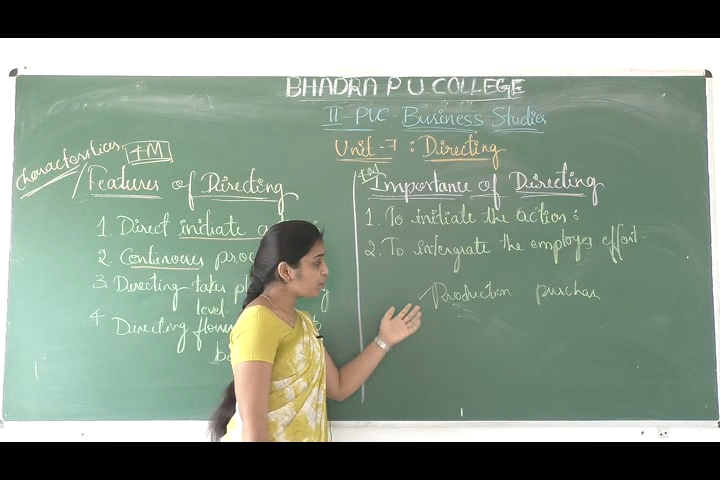 BHADRA P U COLLEGE
II-PUC Business Studies
Unit-7 : Directing
Characteristics 4M
/ Features of Directing
1. Direct initiate
2. Continous
3. Directing takes
level
4 Directing flows
4M
Importance of Directing
1. To initiate the action :
2. To intergrate the employes effort.
✓ Production purchas